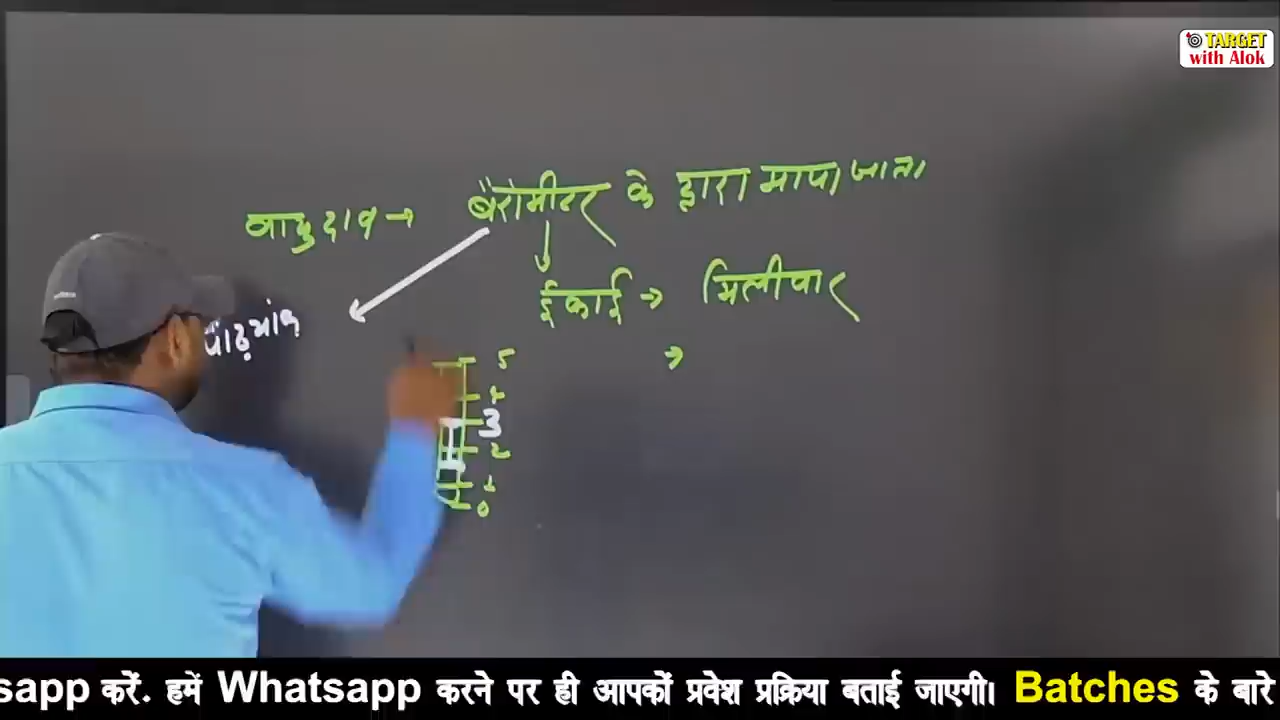 TARGET
with Alok
वायुदाब → बैरोमीटर के द्वारा मापा जाता
ईकाई → मिलीबार
→
5
4
3
2
1
0
sapp करें. हमें Whatsapp करने पर ही आपकों प्रवेश प्रक्रिया बताई जाएगी। Batches के बारे